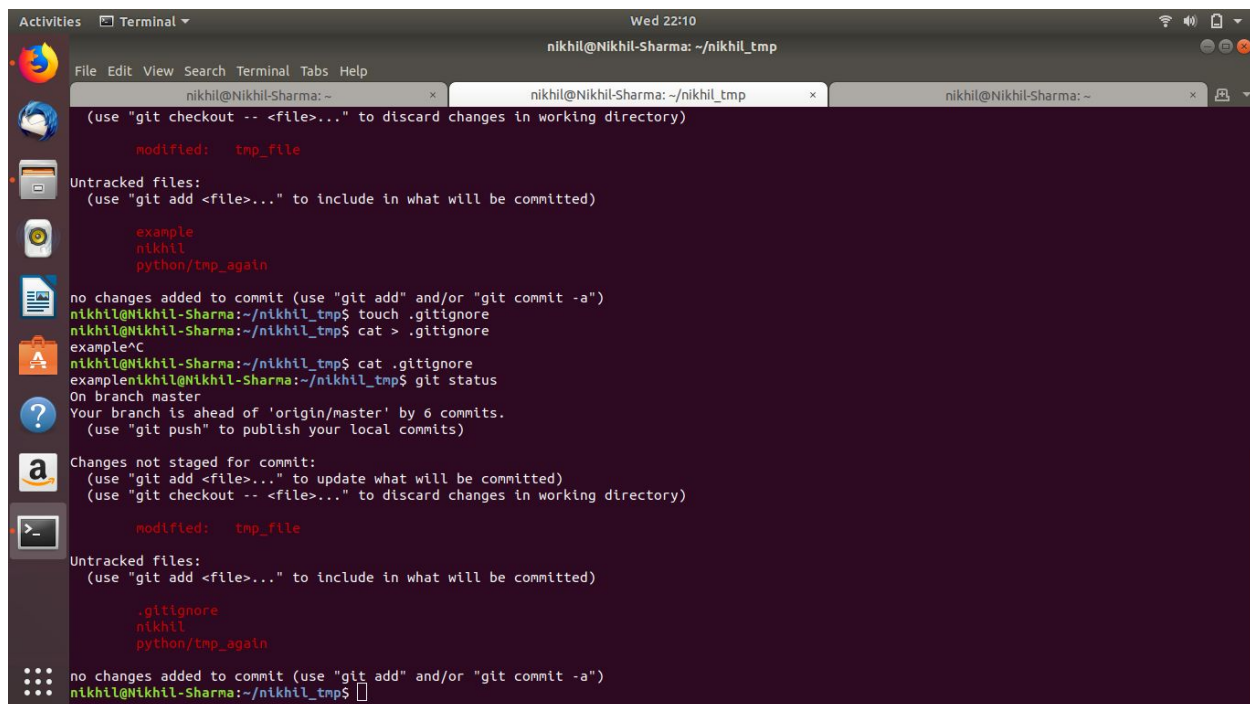 Activities Terminal Wed 22:10
nikhil@Nikhil-Sharma: ~/nikhil_tmp
File Edit View Search Terminal Tabs Help
nikhil@Nikhil-Sharma: ~ × nikhil@Nikhil-Sharma: ~/nikhil_tmp × nikhil@Nikhil-Sharma: ~ ×
(use "git checkout -- <file>..." to discard changes in working directory)
modified: tmp_file
Untracked files:
(use "git add <file>..." to include in what will be committed)
example
nikhil
python/tmp_again
no changes added to commit (use "git add" and/or "git commit -a")
nikhil@Nikhil-Sharma:~/nikhil_tmp$ touch .gitignore
nikhil@Nikhil-Sharma:~/nikhil_tmp$ cat > .gitignore
example^C
nikhil@Nikhil-Sharma:~/nikhil_tmp$ cat .gitignore
examplenikhil@Nikhil-Sharma:~/nikhil_tmp$ git status
On branch master
Your branch is ahead of 'origin/master' by 6 commits.
(use "git push" to publish your local commits)
Changes not staged for commit:
(use "git add <file>..." to update what will be committed)
(use "git checkout -- <file>..." to discard changes in working directory)
modified: tmp_file
Untracked files:
(use "git add <file>..." to include in what will be committed)
.gitignore
nikhil
python/tmp_again
no changes added to commit (use "git add" and/or "git commit -a")
nikhil@Nikhil-Sharma:~/nikhil_tmp$